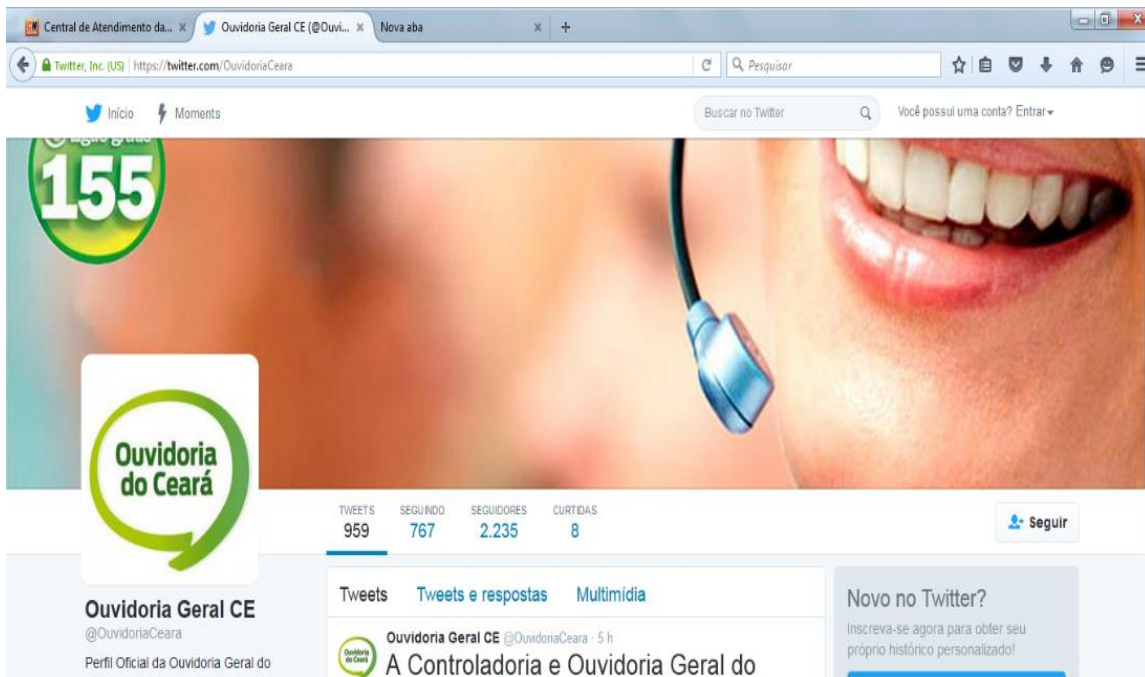 Central de Atendimento da...
Ouvidoria Geral CE (@Ouvi...
Nova aba
Twitter, Inc. (US) https://twitter.com/OuvidoriaCeara
Pesquisar
Início
Moments
Buscar no Twitter
Você possui uma conta? Entrar
155
Ouvidoria
do Ceará
TWEETS SEGUINDO SEGUIDORES CURTIDAS
959 767 2.235 8
Seguir
Ouvidoria Geral CE
@OuvidoriaCeara
Perfil Oficial da Ouvidoria Geral do
Tweets Tweets e respostas Multimídia
Ouvidoria do Ceará
Ouvidoria Geral CE @OuvidoriaCeara · 5 h
A Controladoria e Ouvidoria Geral do
Novo no Twitter?
Inscreva-se agora para obter seu
próprio histórico personalizado!